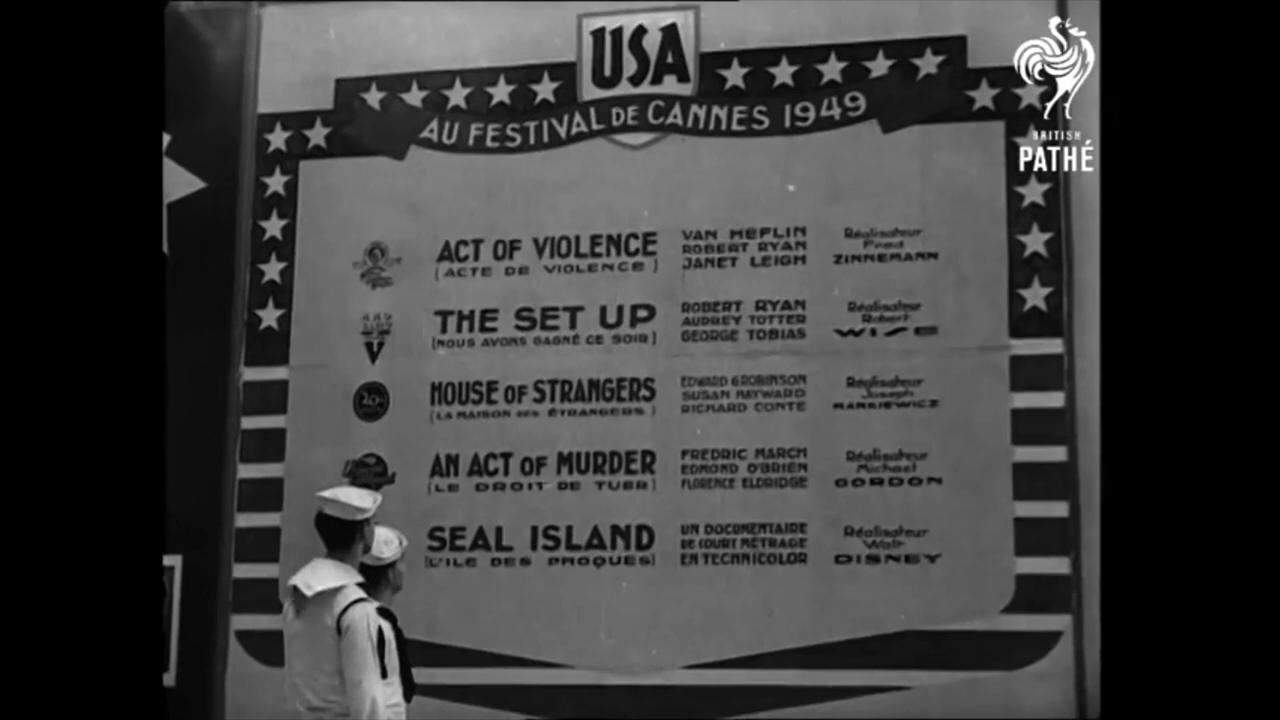 USA
AU FESTIVAL DE CANNES 1949
BRITISH
PATHÉ
ACT OF VIOLENCE
(ACTE DE VIOLENCE)
VAN HEFLIN
ROBERT RYAN
JANET LEIGH
Réalisateur
Fred
ZINNEMANN
THE SET UP
(NOUS AVONS GAGNÉ CE SOIR)
ROBERT RYAN
AUDREY TOTTER
GEORGE TOBIAS
Réalisateur
Robert
WISE
HOUSE OF STRANGERS
(LA MAISON DES ÉTRANGERS)
EDWARD G ROBINSON
SUSAN HAYWARD
RICHARD CONTE
Réalisateur
Joseph
MANKIEWICZ
AN ACT OF MURDER
(LE DROIT DE TUER)
FREDRIC MARCH
EDMOND O'BRIEN
FLORENCE ELDRIDGE
Réalisateur
Michael
GORDON
SEAL ISLAND
(L'ILE DES PHOQUES)
UN DOCUMENTAIRE
DE COURT MÉTRAGE
EN TECHNICOLOR
Réalisateur
Walt
DISNEY